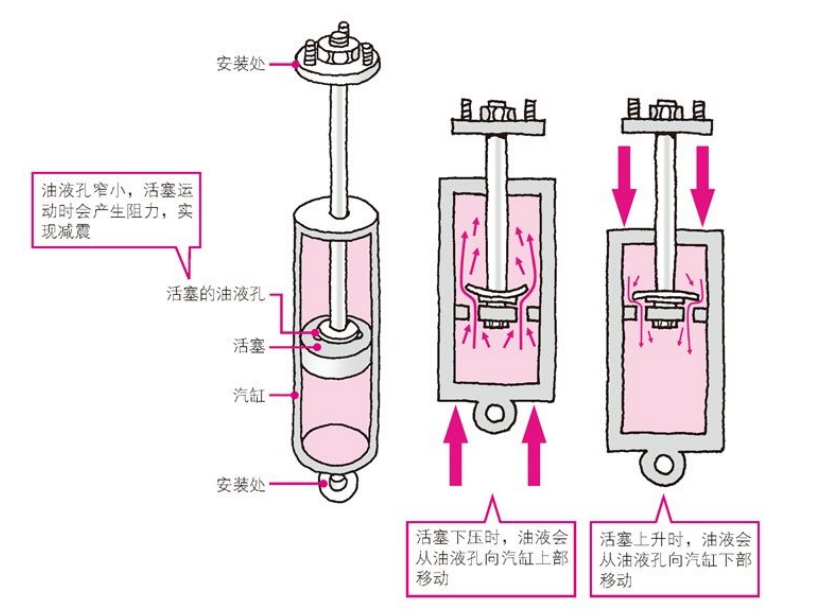 安装处
油液孔窄小，活塞运
动时会产生阻力，实
现减震
活塞的油液孔
活塞
汽缸
安装处
活塞下压时，油液会
从油液孔向汽缸上部
移动
活塞上升时，油液会
从油液孔向汽缸下部
移动